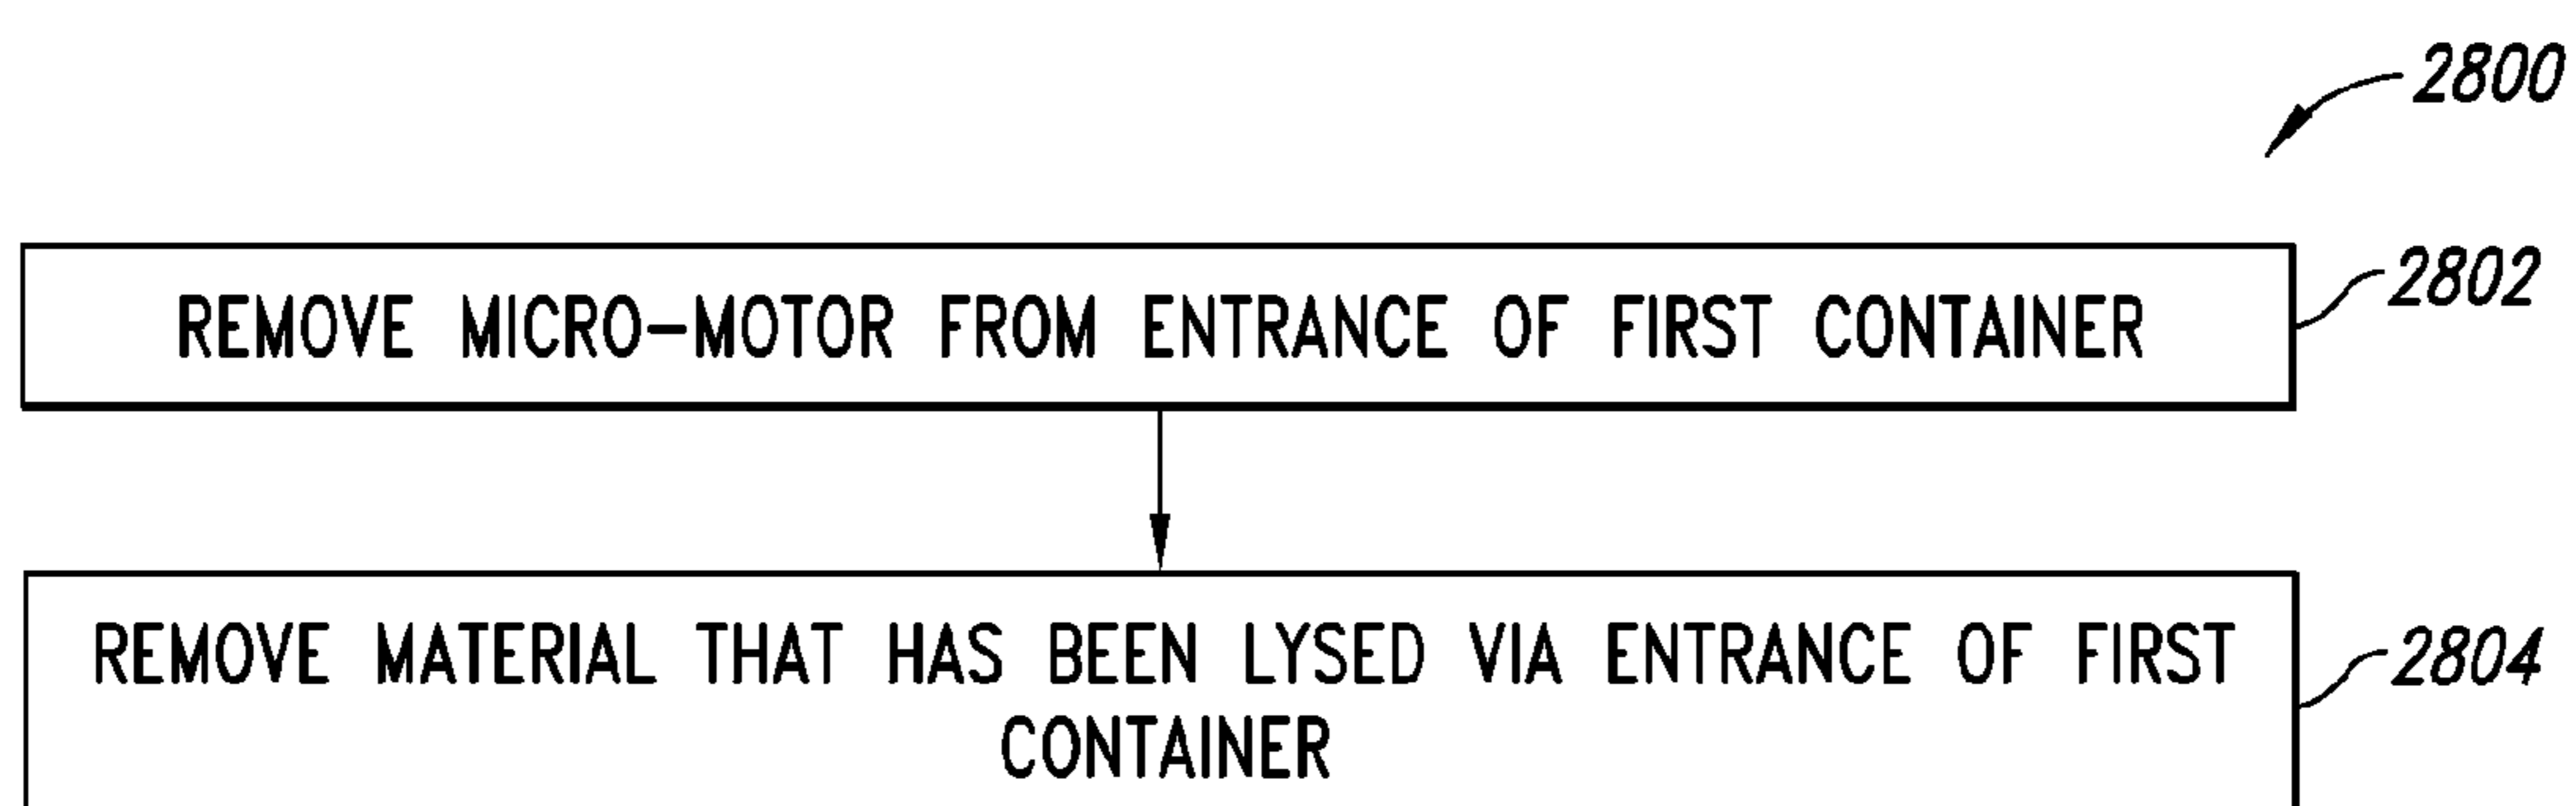 2800
REMOVE MICRO-MOTOR FROM ENTRANCE OF FIRST CONTAINER
2802
REMOVE MATERIAL THAT HAS BEEN LYSED VIA ENTRANCE OF FIRST
CONTAINER
2804